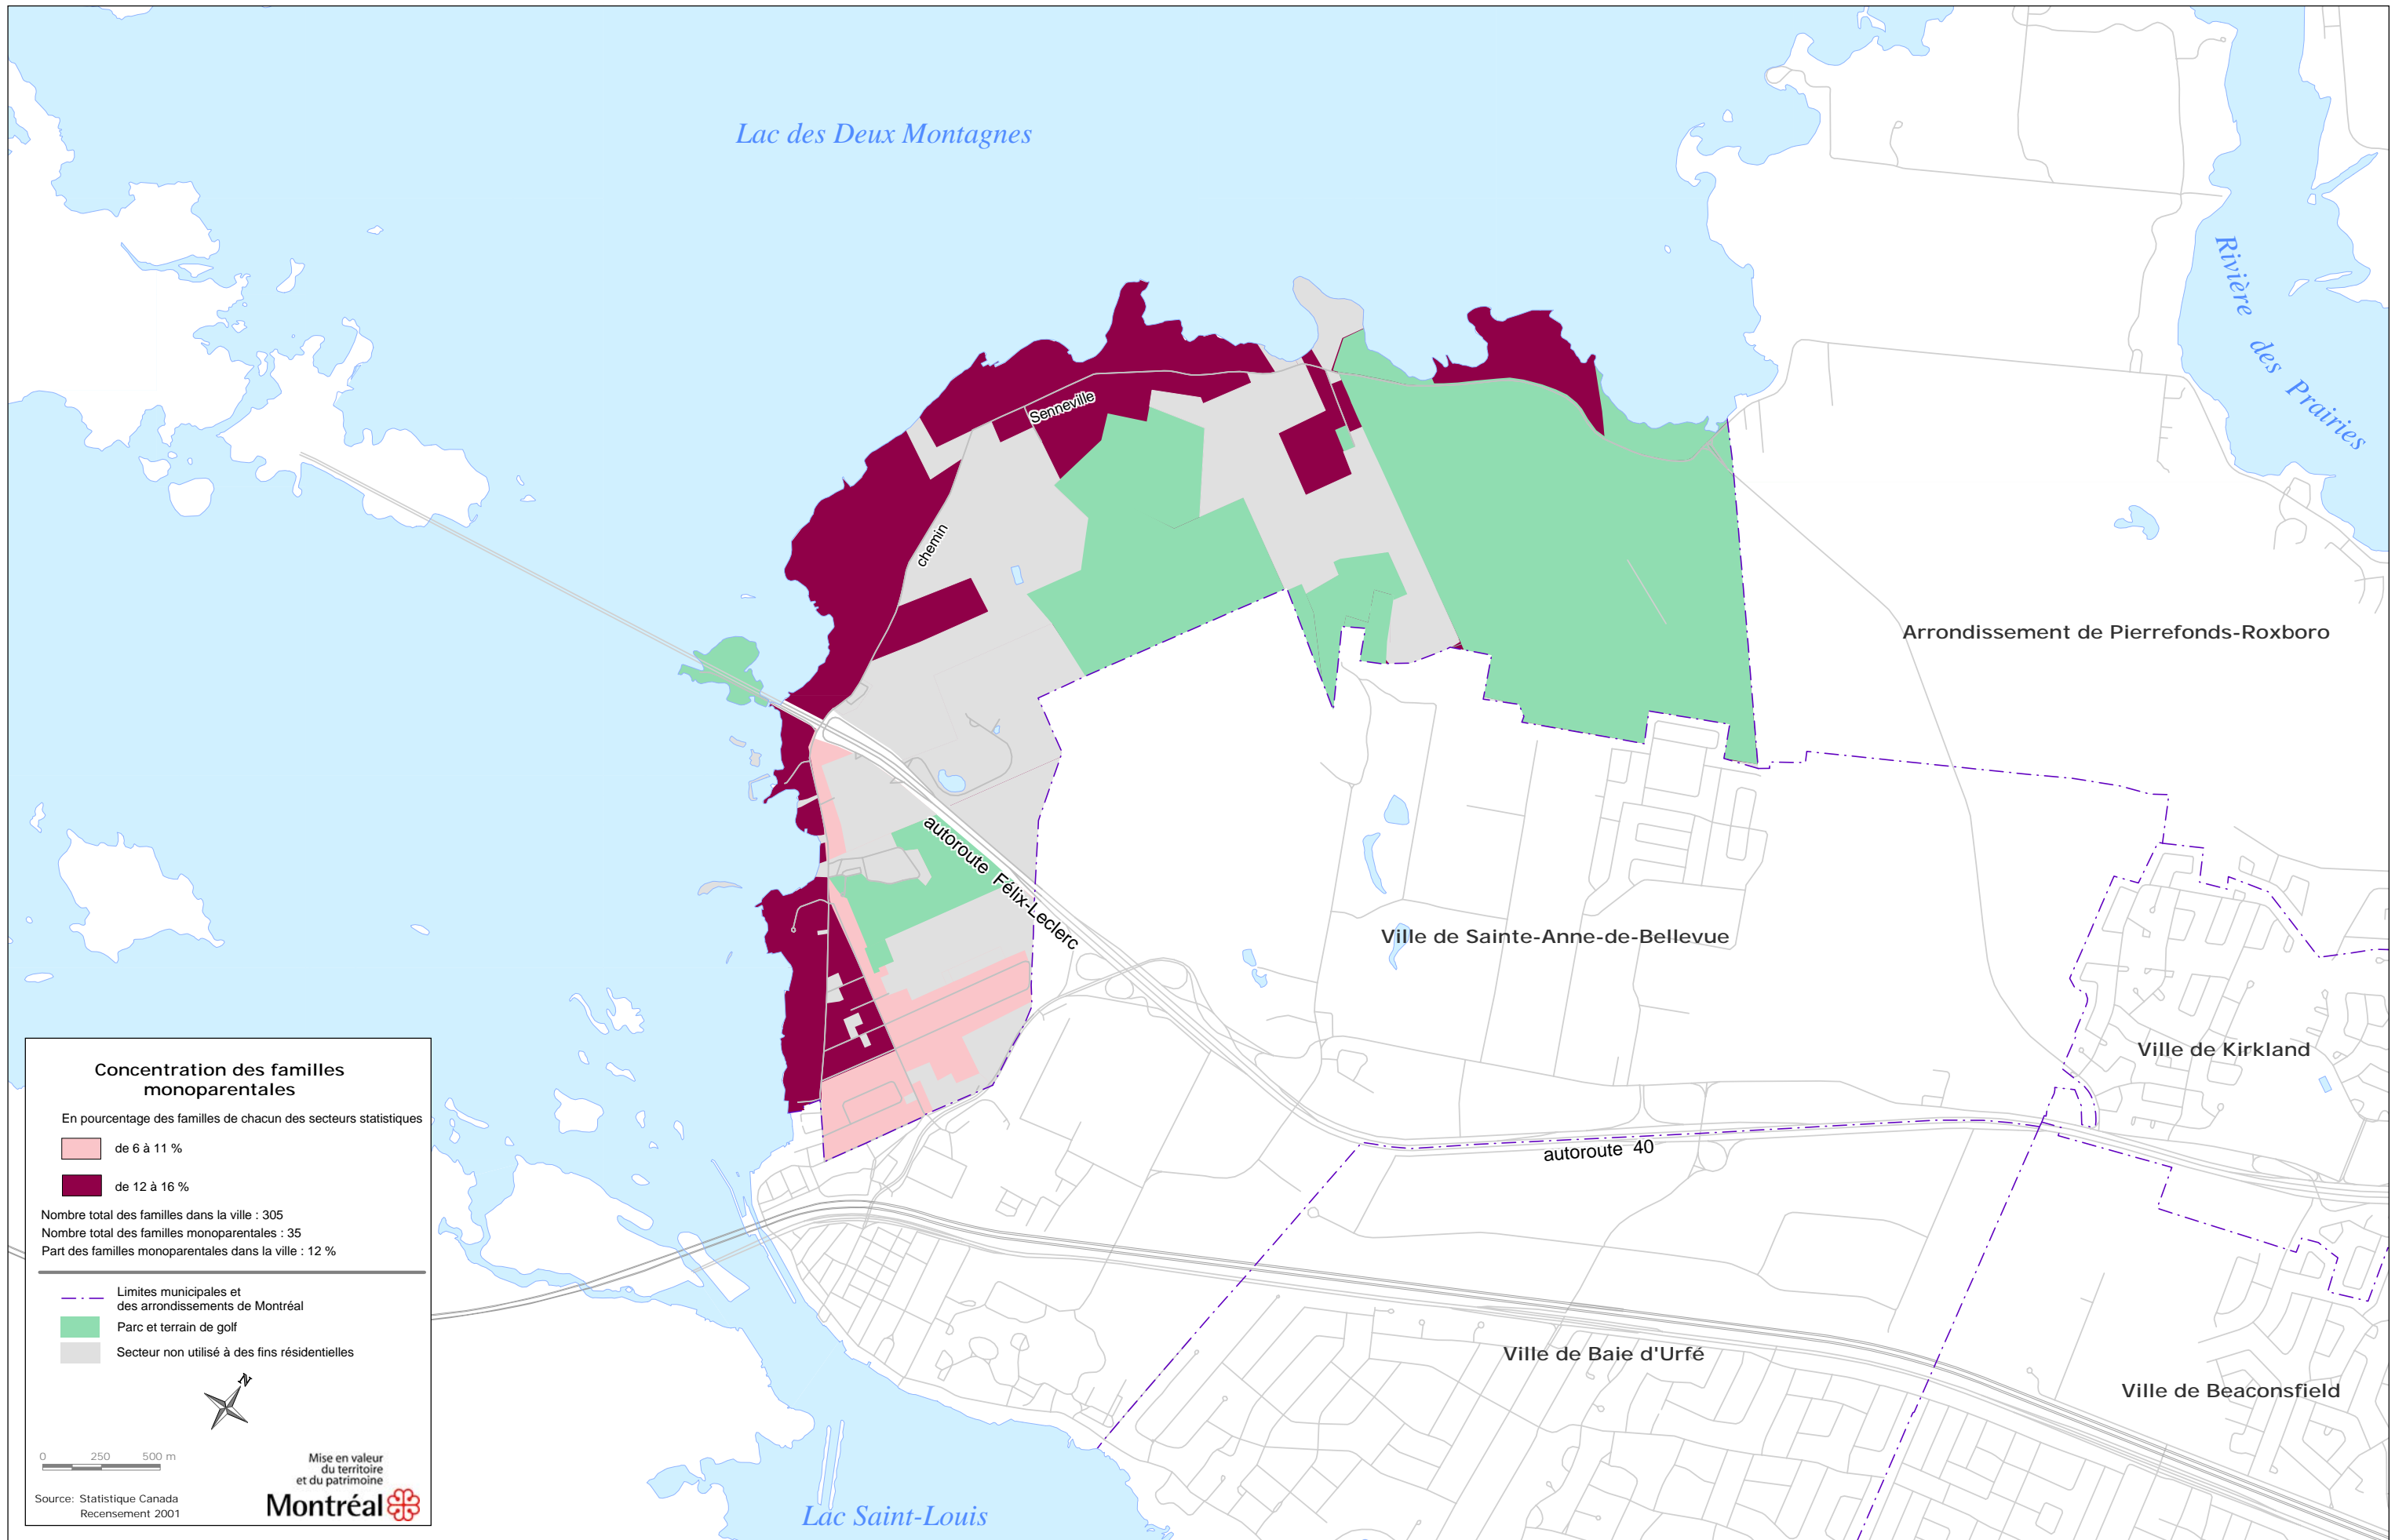 Lac des Deux Montagnes
Rivière
des Prairies
Senneville
chemin
Arrondissement de Pierrefonds-Roxboro
autoroute Félix-Leclerc
Ville de Sainte-Anne-de-Bellevue
Ville de Kirkland
autoroute 40
Ville de Baie d'Urfé
Ville de Beaconsfield
Lac Saint-Louis
Concentration des familles
monoparentales
En pourcentage des familles de chacun des secteurs statistiques
de 6 à 11 %
de 12 à 16 %
Nombre total des familles dans la ville : 305
Nombre total des familles monoparentales : 35
Part des familles monoparentales dans la ville : 12 %
Limites municipales et
des arrondissements de Montréal
Parc et terrain de golf
Secteur non utilisé à des fins résidentielles
N
0 250 500 m
Mise en valeur
du territoire
et du patrimoine
Montréal
Source: Statistique Canada
Recensement 2001